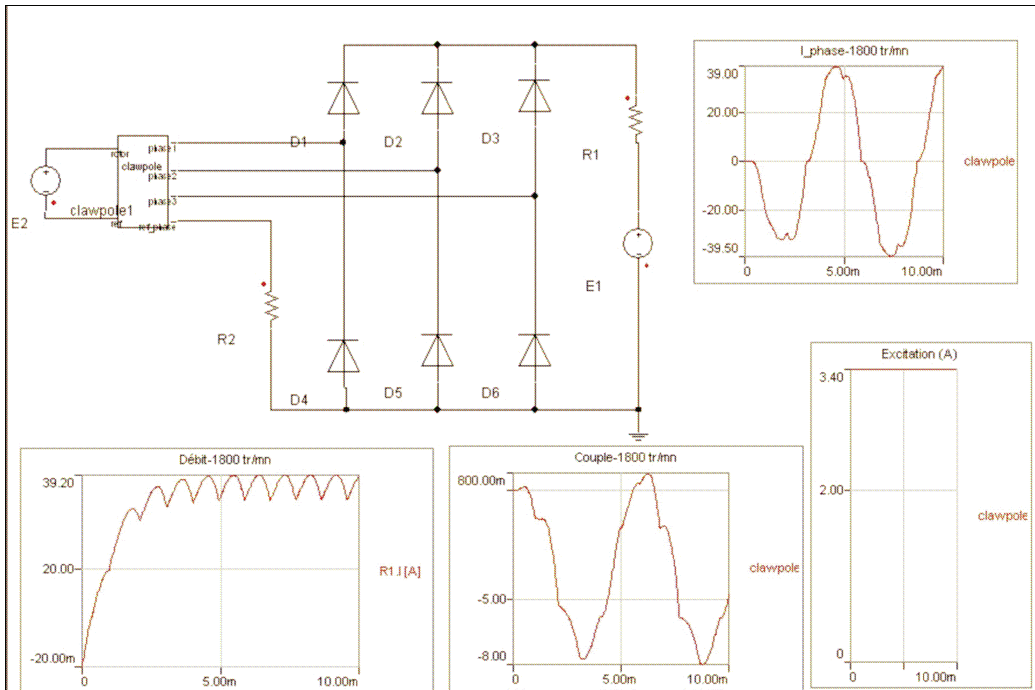 D1
D2
D3
R1
phase1
rotor
clawpole
phase2
clawpole1
phase3
ref
ref_phase
E2
E1
R2
D4
D5
D6
I_phase-1800 tr/mn
39.00
20.00
0
-20.00
-39.50
0
5.00m
10.00m
clawpole
Excitation (A)
3.40
2.00
0
0
10.00m
clawpole
Débit-1800 tr/mn
39.20
20.00
-20.00m
0
5.00m
10.00m
R1.I [A]
Couple-1800 tr/mn
800.00m
-5.00
-8.00
0
5.00m
10.00m
clawpole